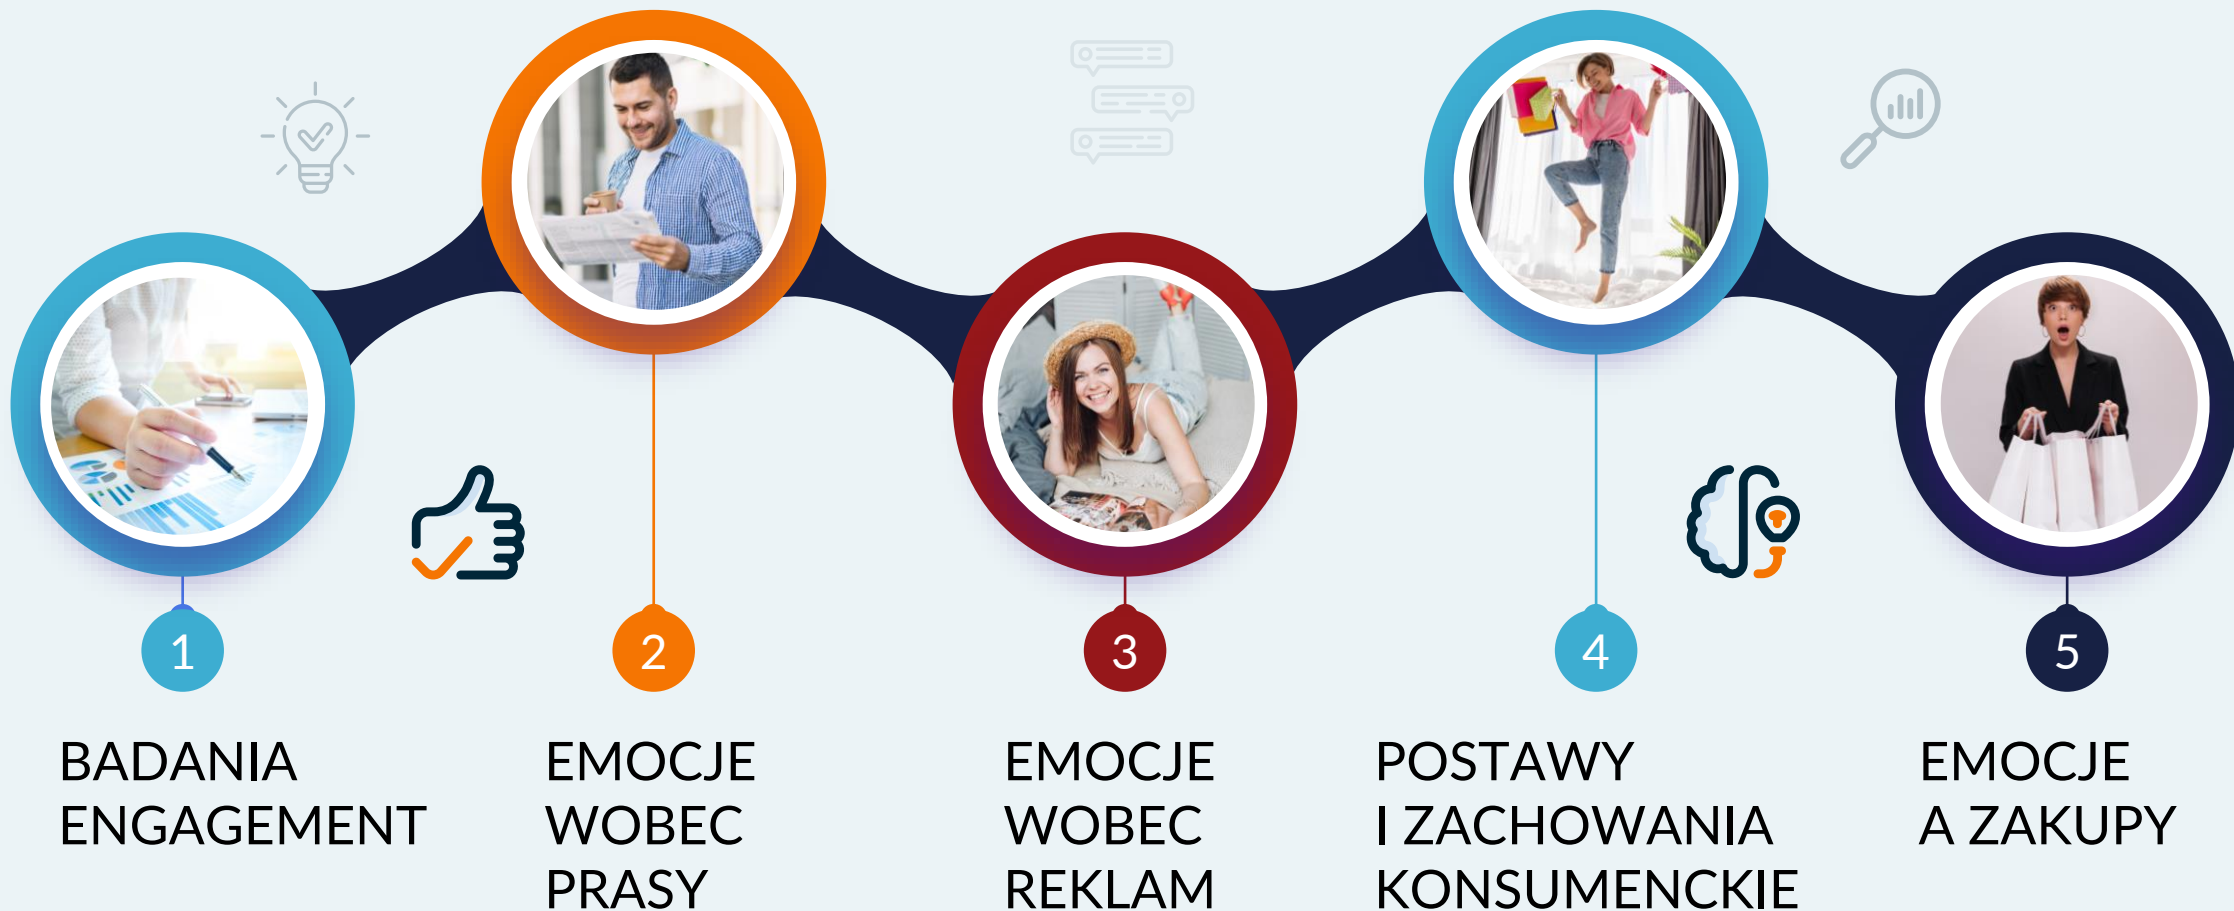 1
BADANIA
ENGAGEMENT
2
EMOCJE
WOBEC
PRASY
3
EMOCJE
WOBEC
REKLAM
4
POSTAWY
I ZACHOWANIA
KONSUMENCKIE
5
EMOCJE
A ZAKUPY